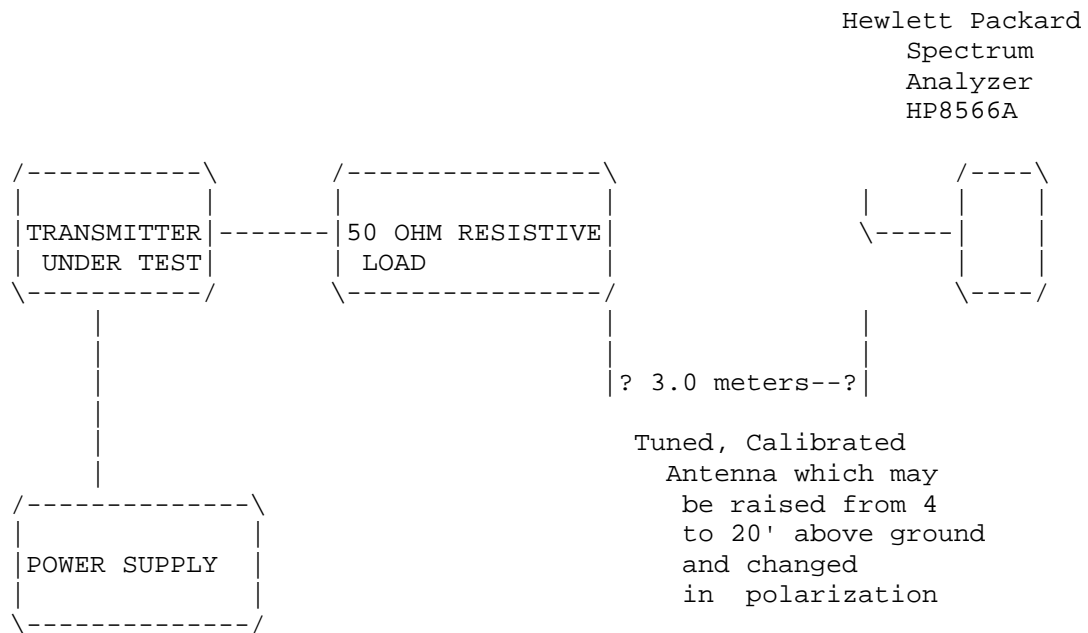 Hewlett Packard
Spectrum
Analyzer
HP8566A
TRANSMITTER
UNDER TEST
50 OHM RESISTIVE
LOAD
? 3.0 meters--?
Tuned, Calibrated
Antenna which may
be raised from 4
to 20' above ground
and changed
in polarization
POWER SUPPLY